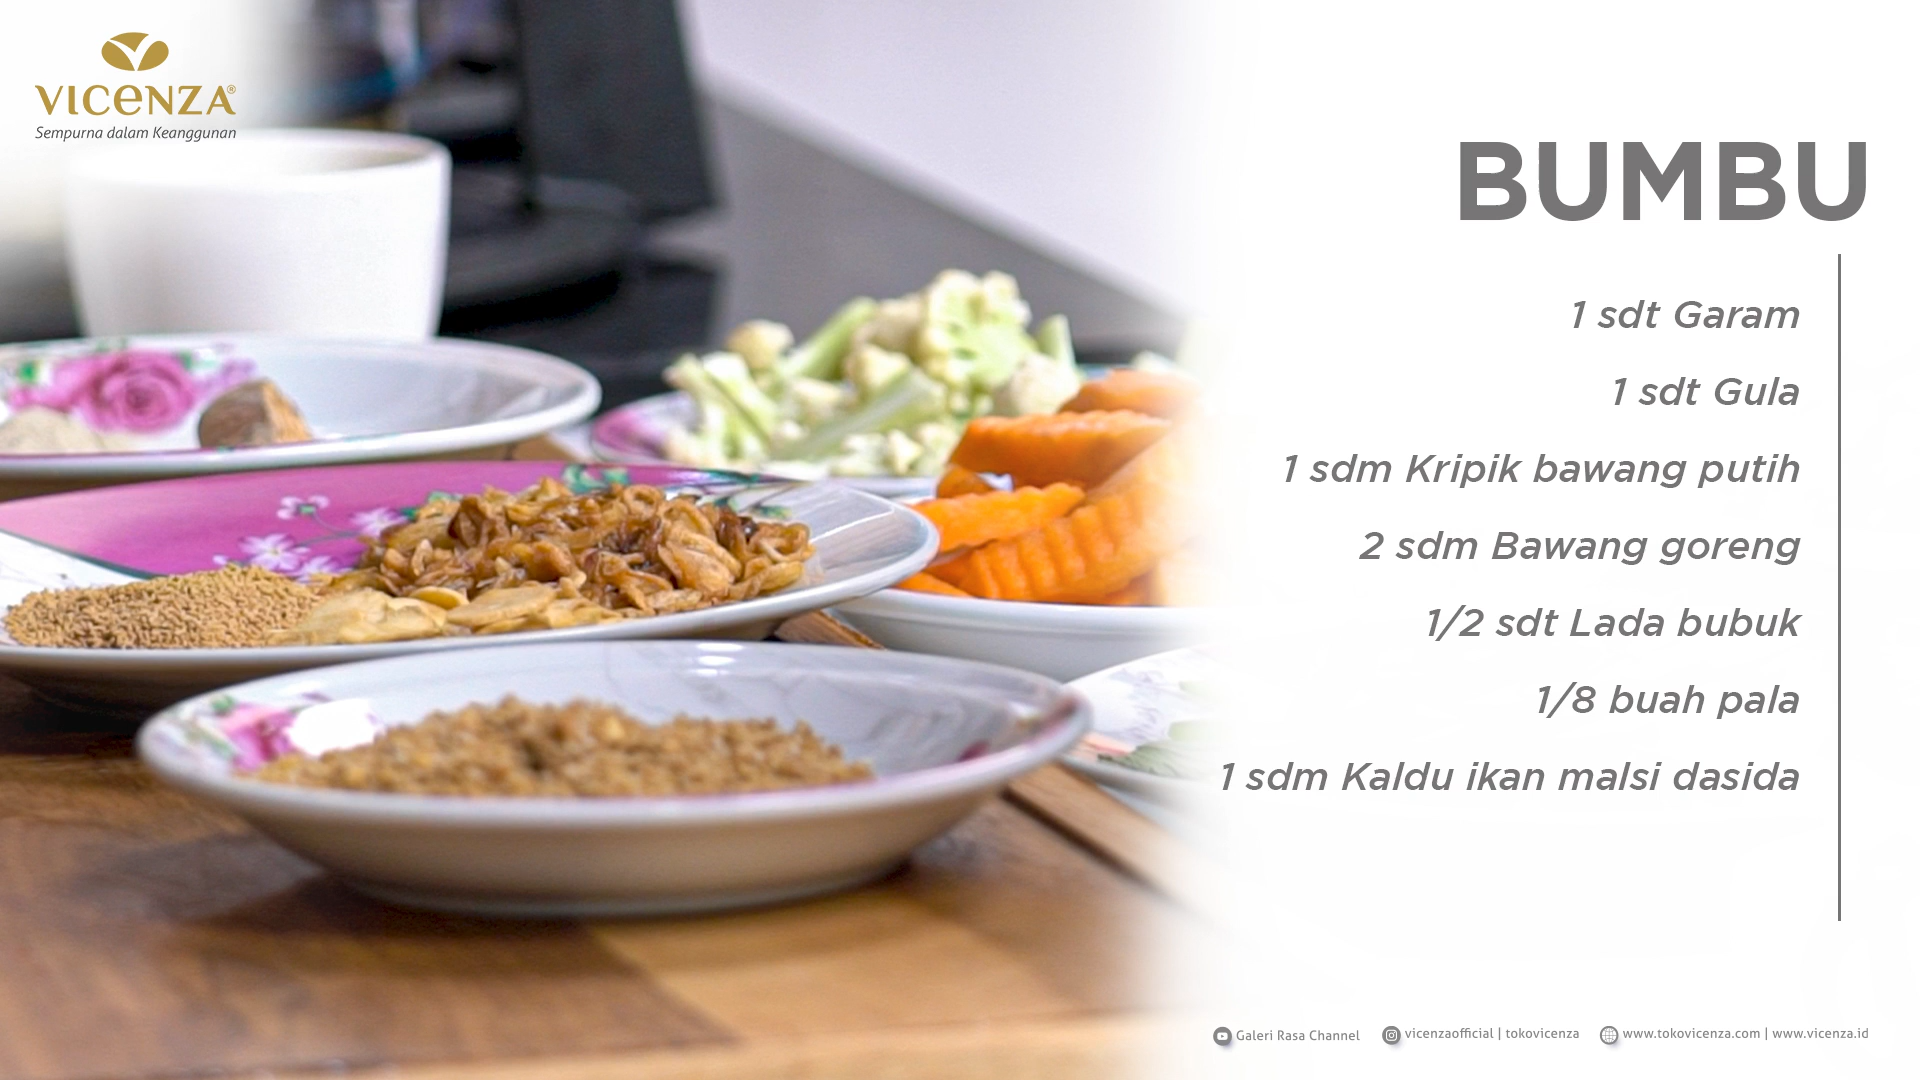 VICENZA®
Sempurna dalam Keanggunan
BUMBU
1 sdt Garam
1 sdt Gula
1 sdm Kripik bawang putih
2 sdm Bawang goreng
1/2 sdt Lada bubuk
1/8 buah pala
1 sdm Kaldu ikan malsi dasida
Galeri Rasa Channel vicenzaofficial | tokovicenza www.tokovicenza.com | www.vicenza.id